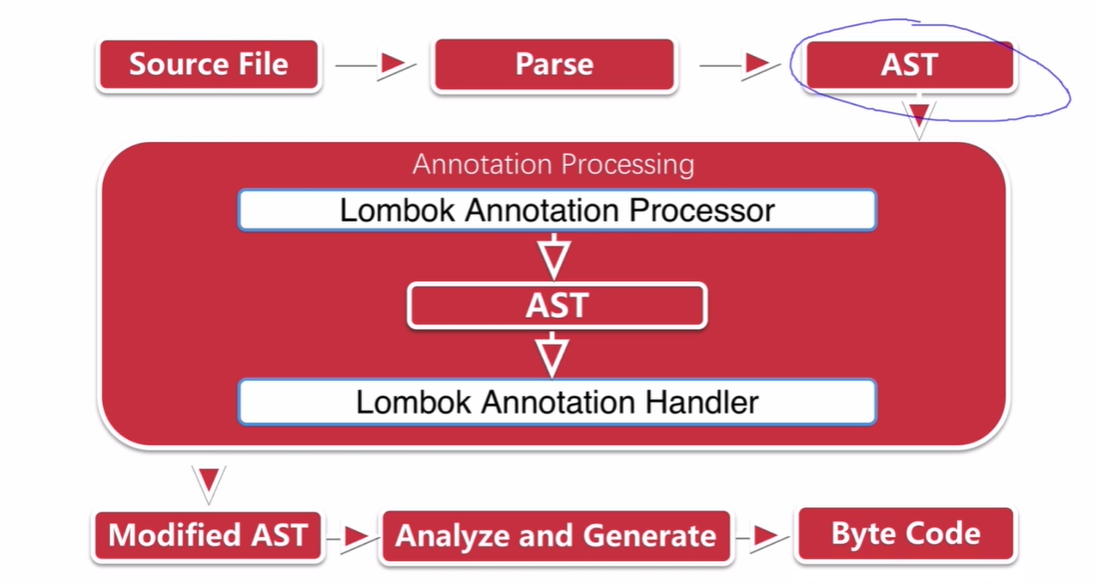 Source File
Parse
AST
Annotation Processing
Lombok Annotation Processor
AST
Lombok Annotation Handler
Modified AST
Analyze and Generate
Byte Code